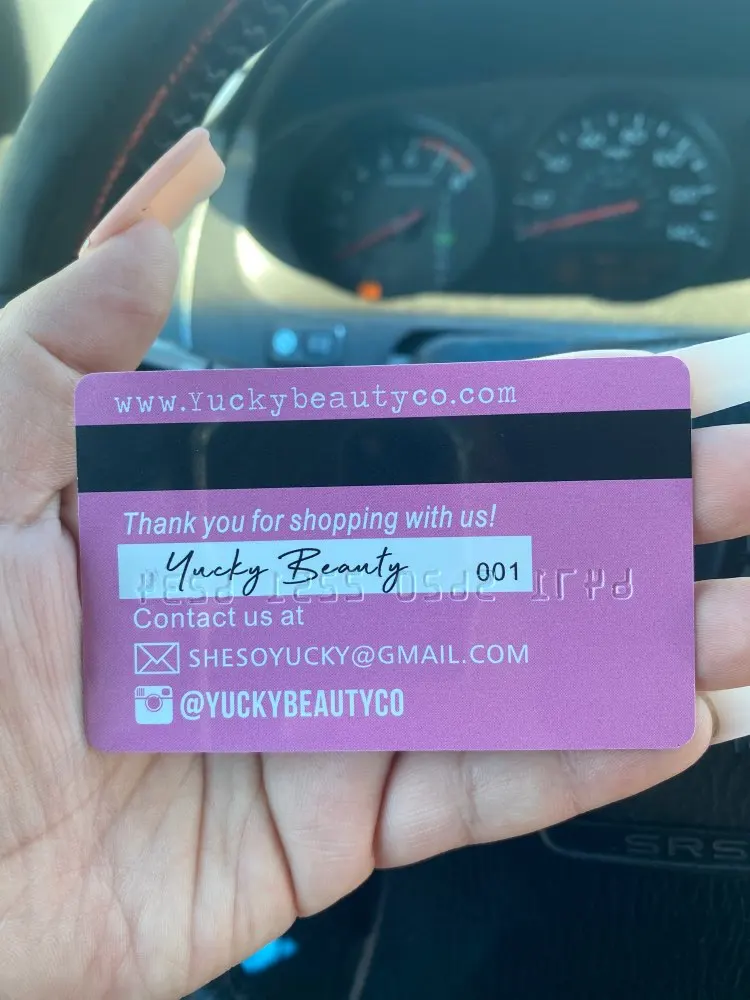 www.Yuckybeautyco.com
Thank you for shopping with us!
Yucky Beauty 001
Contact us at
SHESOYUCKY@GMAIL.COM
@YUCKYBEAUTYCO
SRS